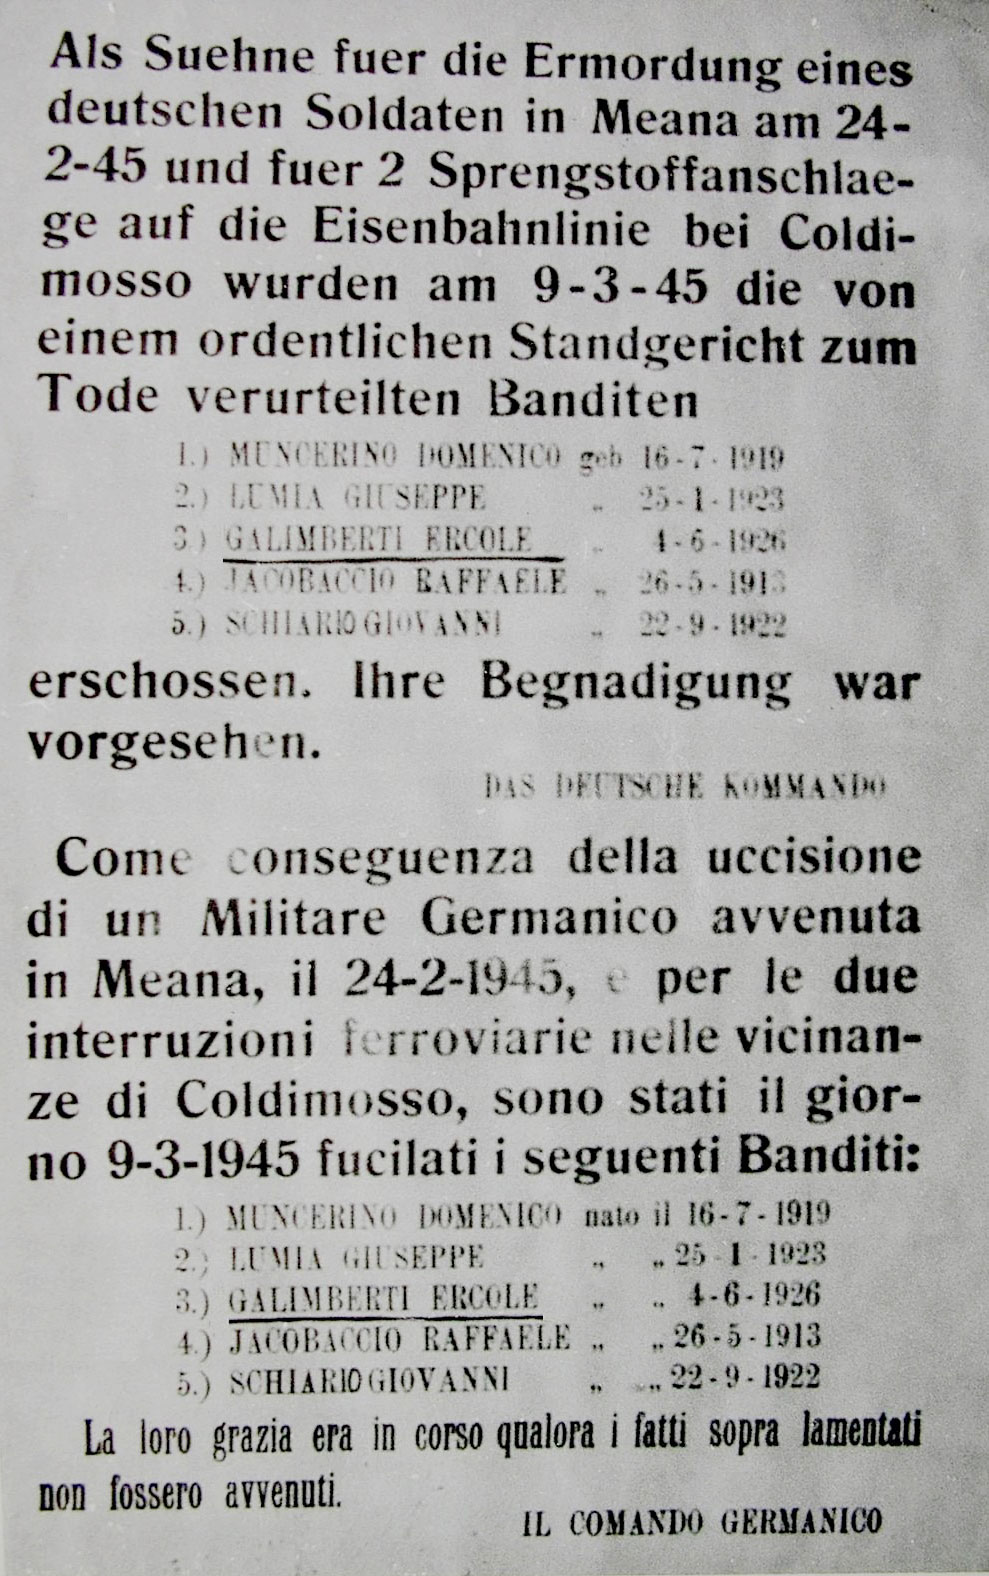 Als Suehne fuer die Ermordung eines
deutschen Soldaten in Meana am 24-
2-45 und fuer 2 Sprengstoffanschlae-
ge auf die Eisenbahnlinie bei Coldi-
mosso wurden am 9-3-45 die von
einem ordentlichen Standgericht zum
Tode verurteilten Banditen
1.) MUNCERINO DOMENICO geb 16-7-1919
2.) LUMIA GIUSEPPE „ 25-1-1923
3.) GALIMBERTI ERCOLE „ 4-6-1926
4.) JACOBACCIO RAFFAELE „ 26-5-1913
5.) SCHIARIO GIOVANNI „ 22-9-1922
erschossen. Ihre Begnadigung war
vorgesehen.
DAS DEUTSCHE KOMMANDO
Come conseguenza della uccisione
di un Militare Germanico avvenuta
in Meana, il 24-2-1945, e per le due
interruzioni ferroviarie nelle vicinan-
ze di Coldimosso, sono stati il gior-
no 9-3-1945 fucilati i seguenti Banditi:
1.) MUNCERINO DOMENICO nato il 16-7-1919
2.) LUMIA GIUSEPPE „ „ 25-1-1923
3.) GALIMBERTI ERCOLE „ „ 4-6-1926
4.) JACOBACCIO RAFFAELE „ „ 26-5-1913
5.) SCHIARIO GIOVANNI „ „ 22-9-1922
La loro grazia era in corso qualora i fatti sopra lamentati
non fossero avvenuti.
IL COMANDO GERMANICO